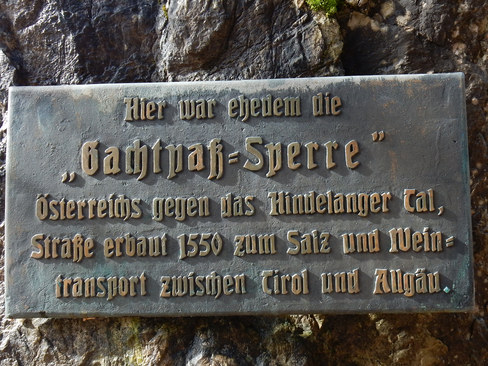 Hier war ehedem die
„Gachtpaß=Sperre”
Österreichs gegen das Hindelanger Tal,
Straße erbaut 1550 zum Salz und Wein=
transport zwischen Tirol und Allgäu.